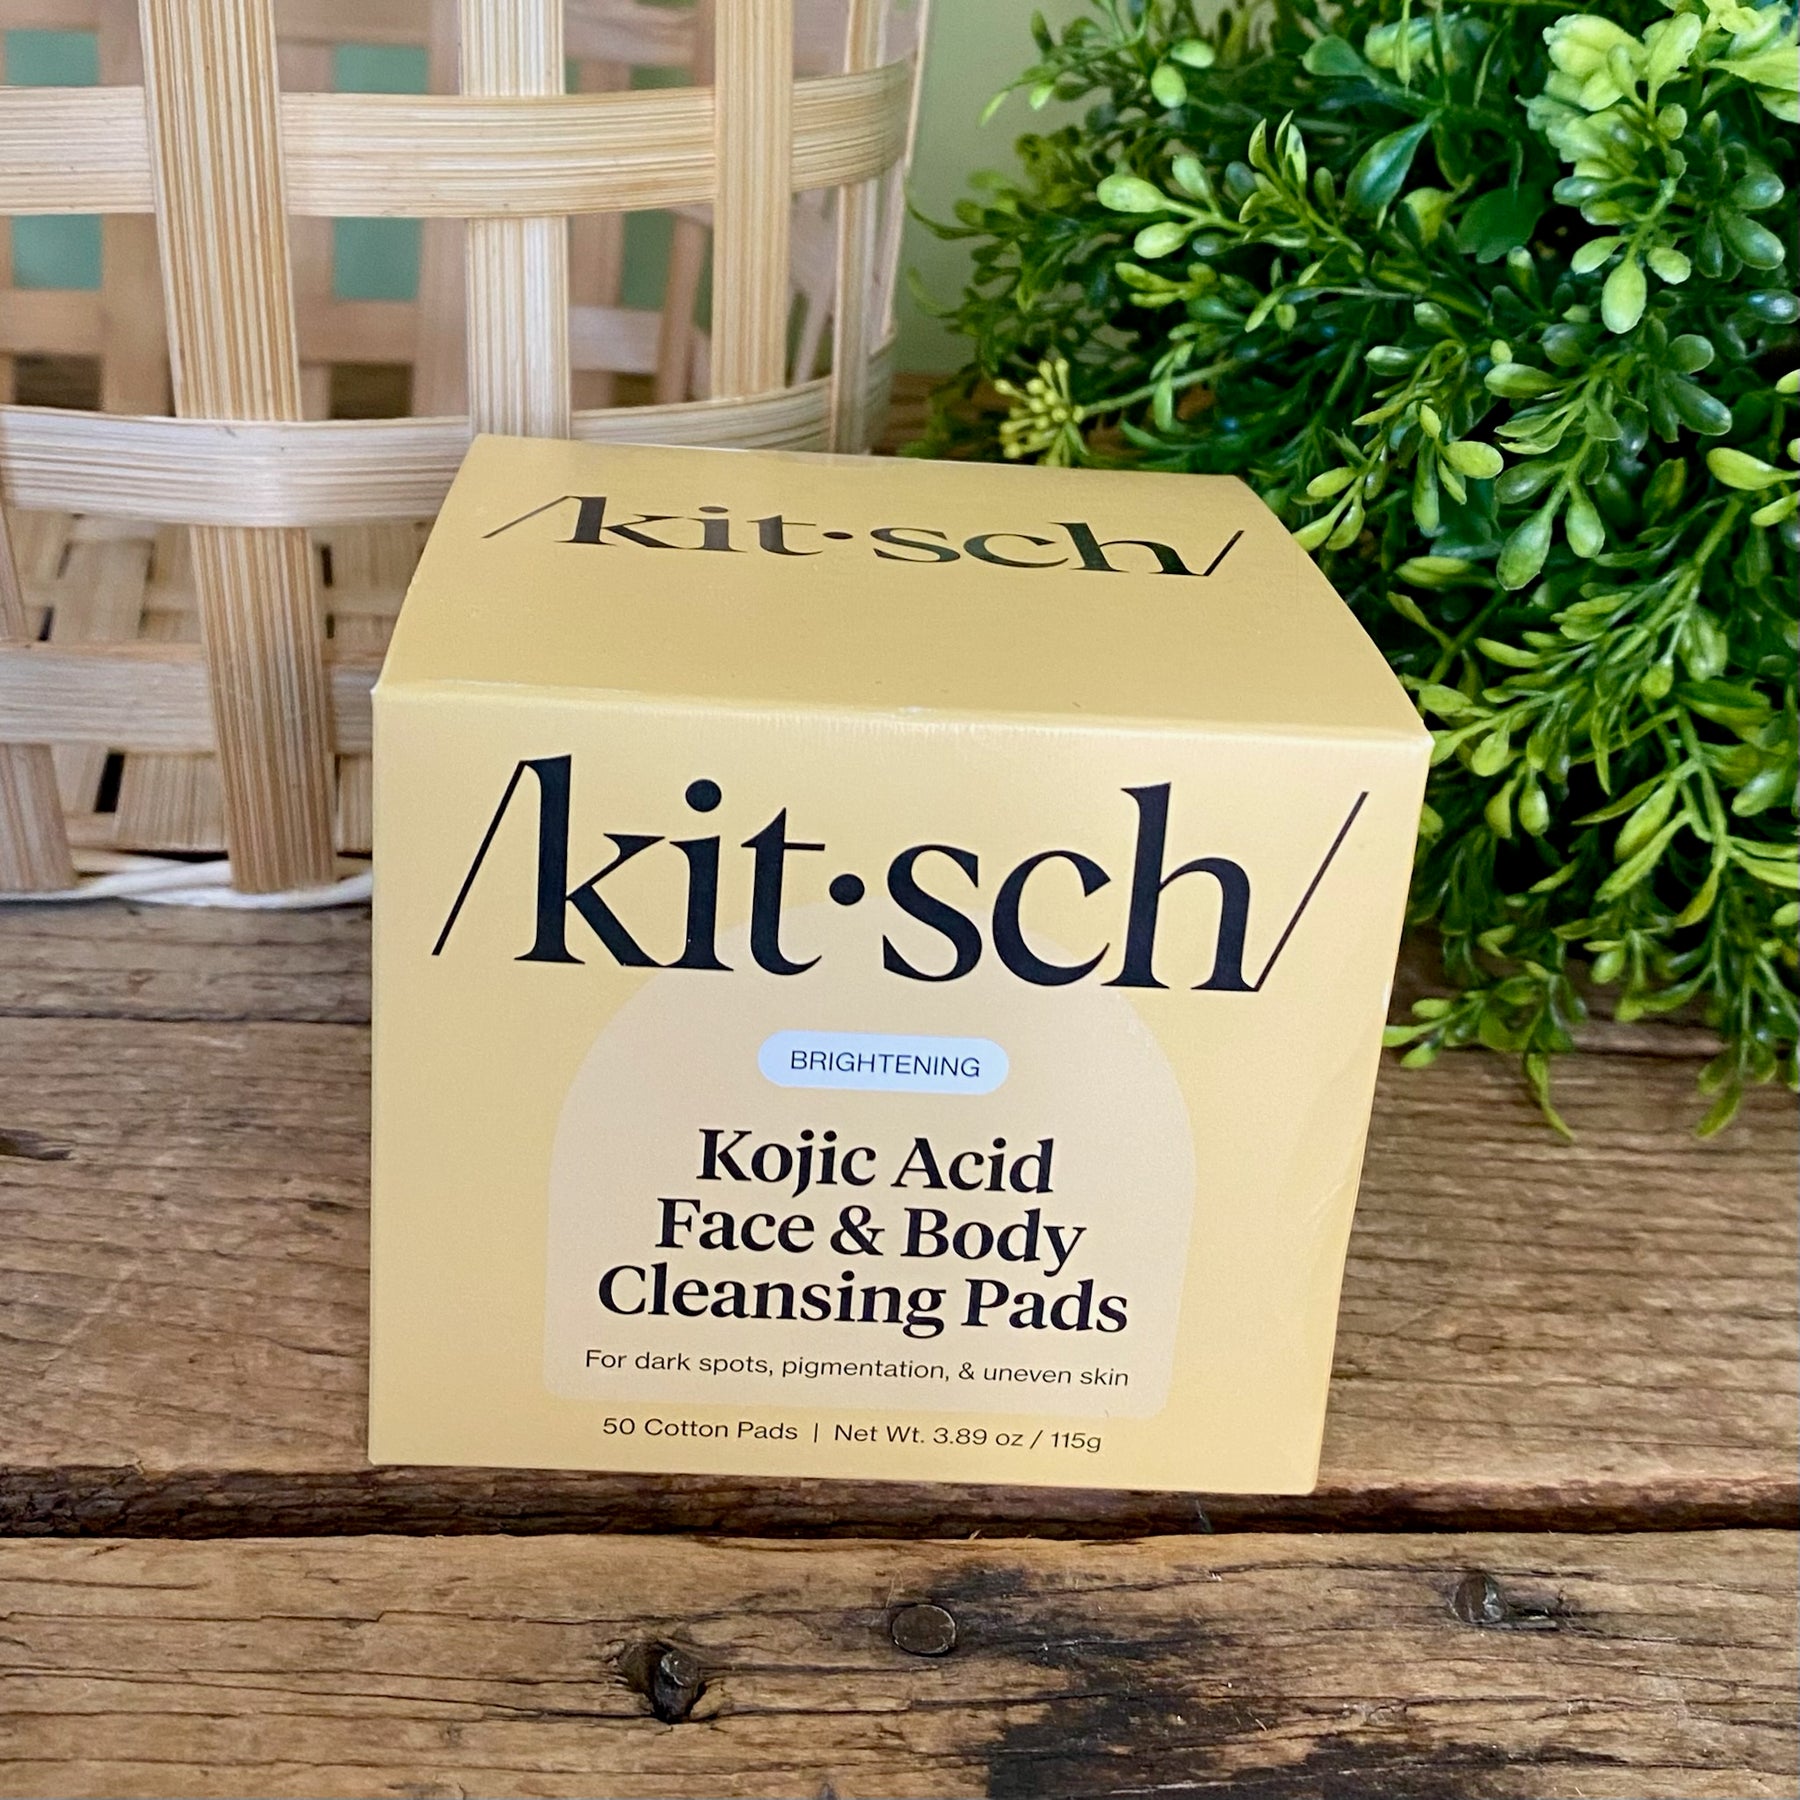 /kit·sch/
/kit·sch/
BRIGHTENING
Kojic Acid
Face & Body
Cleansing Pads
For dark spots, pigmentation, & uneven skin
50 Cotton Pads | Net Wt. 3.89 oz / 115g